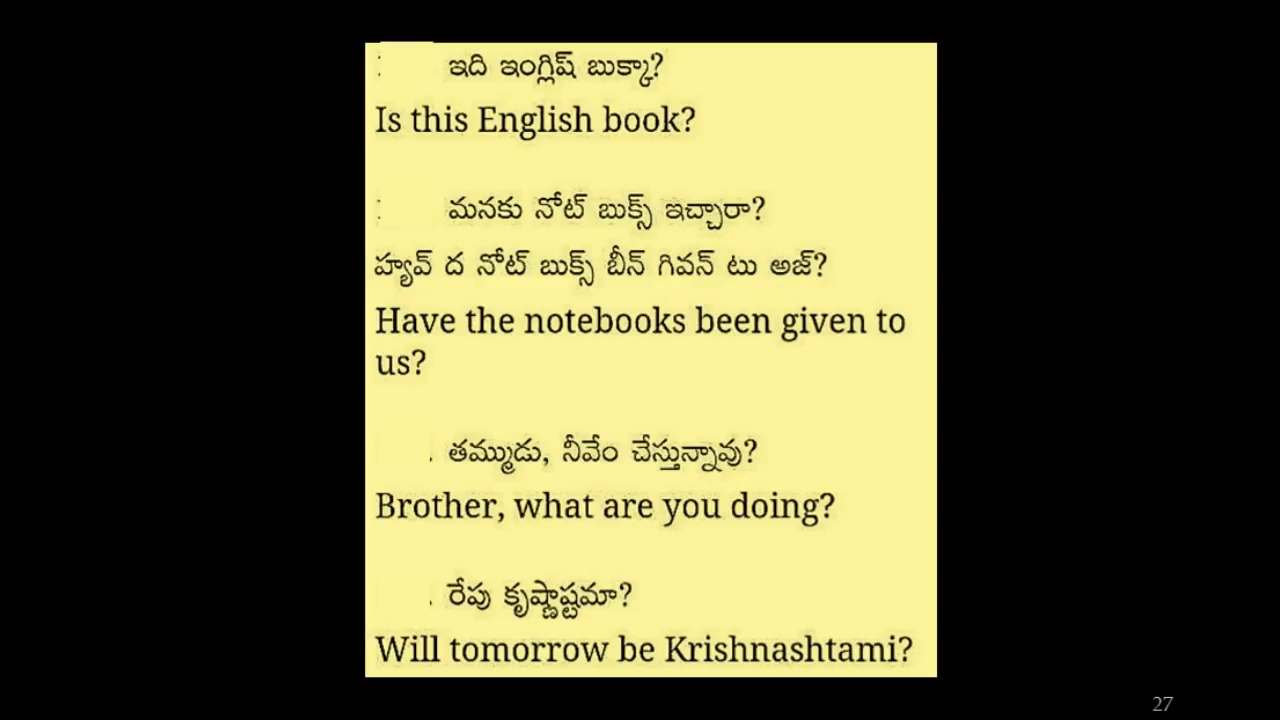 : ఇది ఇంగ్లిష్ బుక్కా?
Is this English book?
: మనకు నోట్ బుక్స్ ఇచ్చారా?
హ్యవ్ ద నోట్ బుక్స్ బీన్ గివన్ టు అజ్?
Have the notebooks been given to
us?
. తమ్ముడు, నీవేం చేస్తున్నావు?
Brother, what are you doing?
. రేపు కృష్ణాష్టమా?
Will tomorrow be Krishnashtami?
27